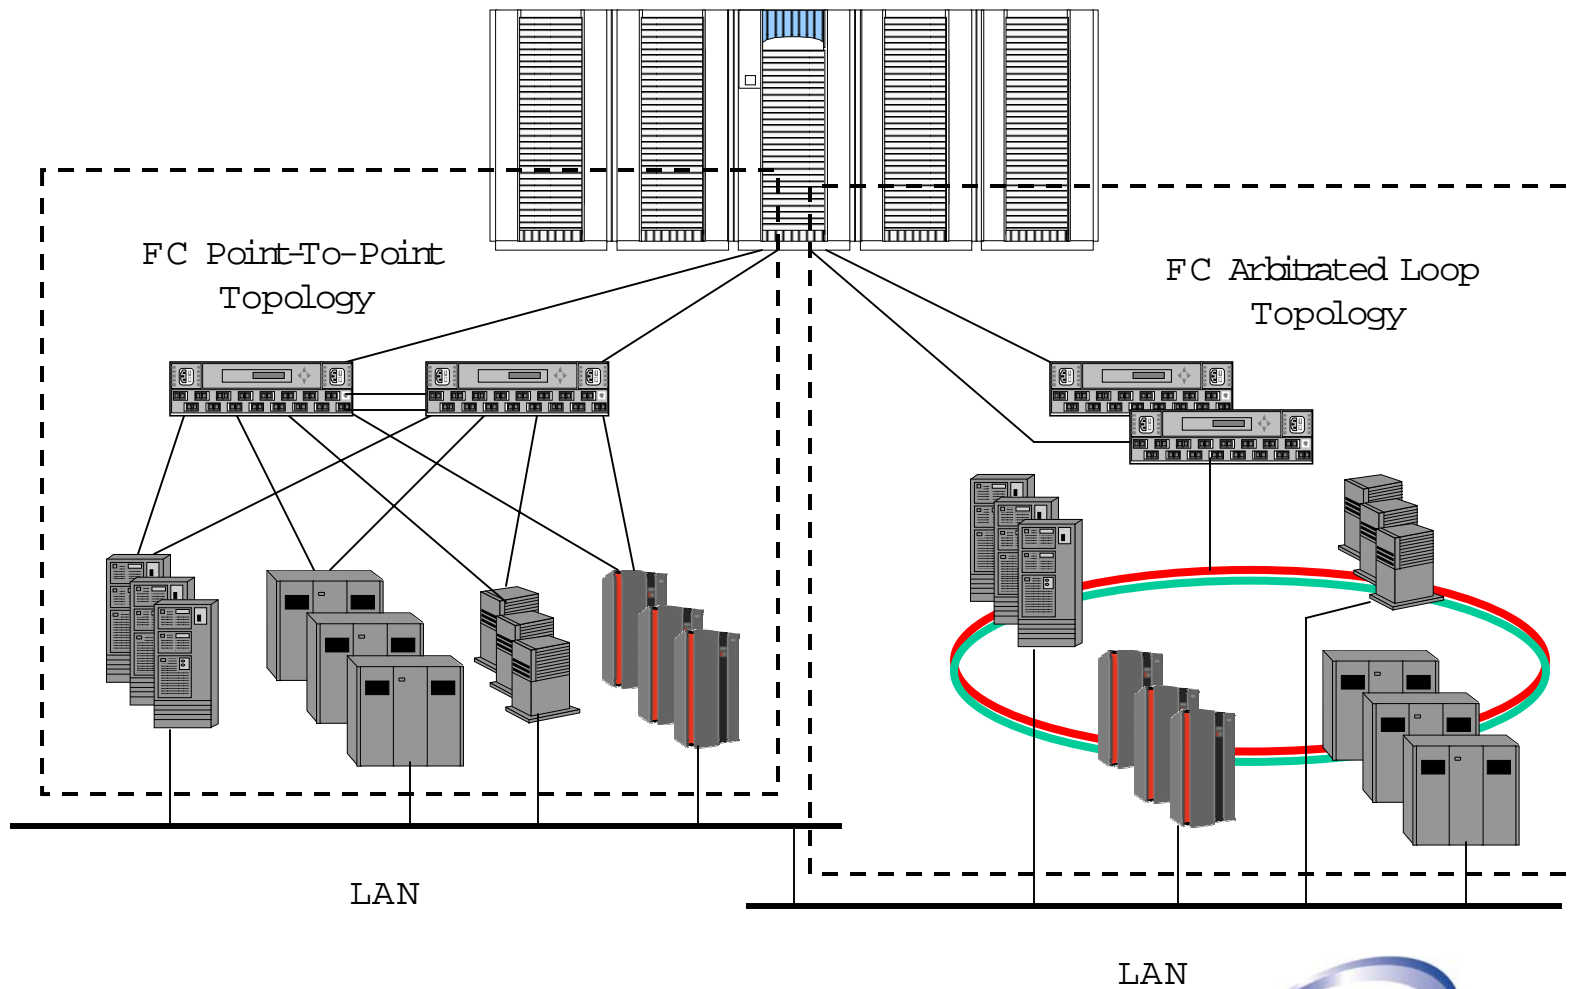 FC Point-To-Point
Topology
FC Arbitrated Loop
Topology
LAN
LAN